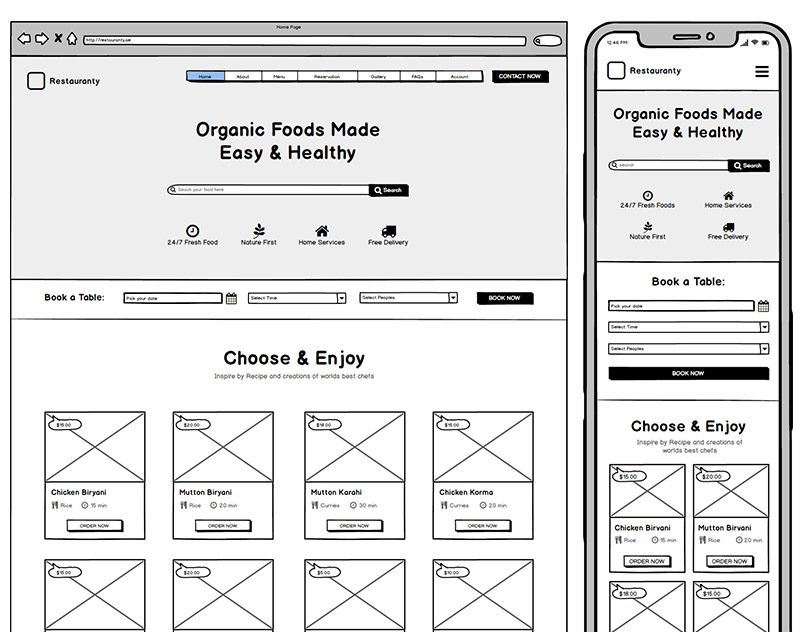 Home Page
http://restauranty.ue
Restauranty
Home
About
Menu
Reservation
Gallery
FAQs
Account
CONTACT NOW
Organic Foods Made
Easy & Healthy
Search your food here
Search
24/7 Fresh Food
Nature First
Home Services
Free Delivery
Book a Table:
Pick your date
Select Time
Select Peoples
BOOK NOW
Choose & Enjoy
Inspire by Recipe and creations of worlds best chefs
$15.00
$20.00
$18.00
$15.00
Chicken Biryani
Mutton Biryani
Mutton Karahi
Chicken Korma
Rice
15 min
Rice
20 min
Curries
30 min
Curries
20 min
ORDER NOW
ORDER NOW
ORDER NOW
ORDER NOW
$15.00
$20.00
$5.00
$10.00
12:46 PM
Restauranty
Organic Foods Made
Easy & Healthy
search
Search
24/7 Fresh Foods
Home Services
Nature First
Free Delivery
Book a Table:
Pick your date
Select Time
Select Peoples
BOOK NOW
Choose & Enjoy
Inspire by Recipe and creations of
worlds best chefs
$15.00
$20.00
Chicken Biryani
Mutton Biryani
Rice
15 min
Rice
20 min
ORDER NOW
ORDER NOW
$18.00
$15.00